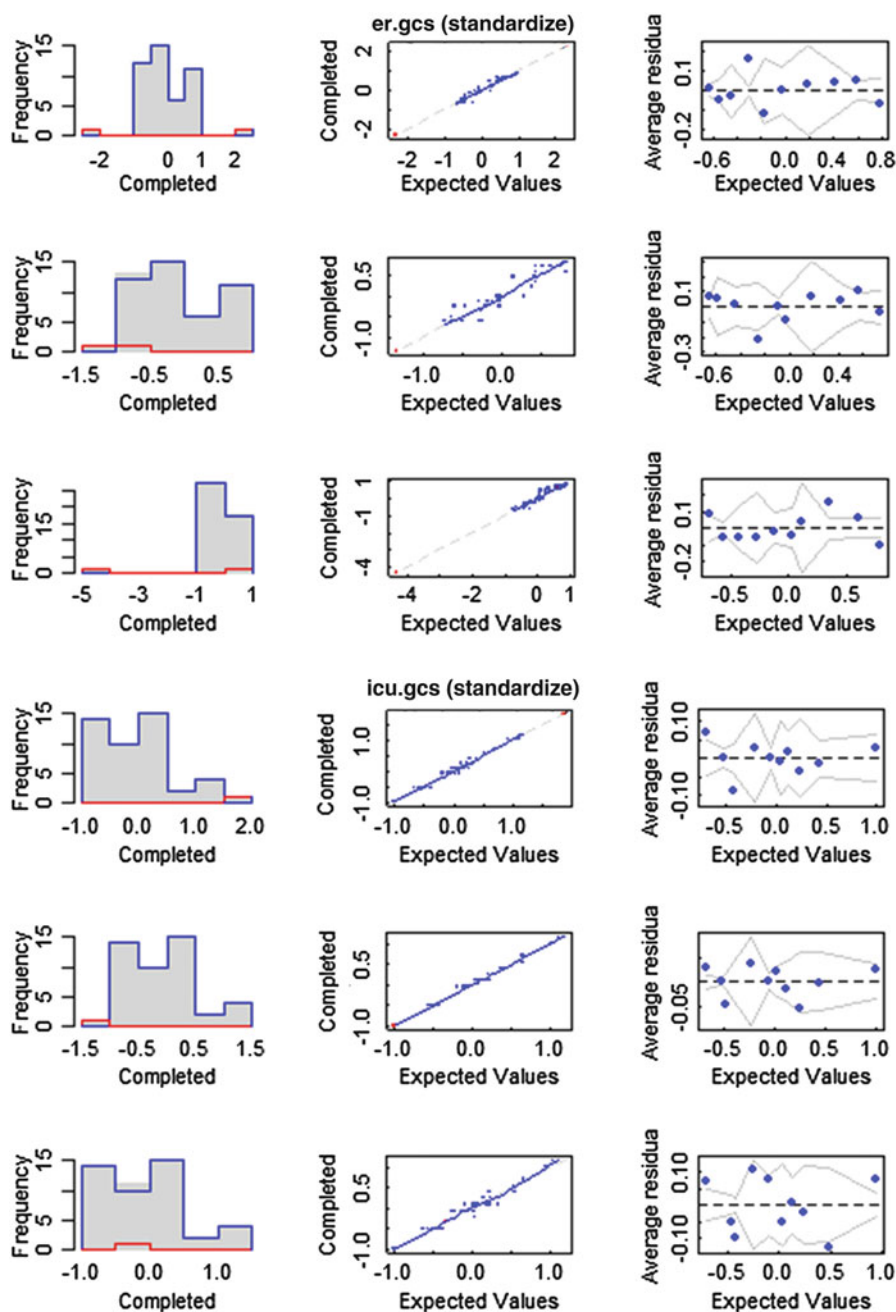 er.gcs (standardize)
Frequency
0 5 15
-2 0 1 2
Completed
Completed
-2 0 2
-2 0 1 2
Expected Values
Average residua
-0.2 0.1
-0.6 0.0 0.4 0.8
Expected Values
Frequency
0 5 15
-1.5 -0.5 0.5
Completed
Completed
-1.0 0.5
-1.0 0.0
Expected Values
Average residua
-0.3 0.1
-0.6 0.0 0.4
Expected Values
Frequency
0 15
-5 -3 -1 1
Completed
Completed
-4 -1 1
-4 -2 0 1
Expected Values
Average residua
-0.2 0.1
-0.5 0.0 0.5
Expected Values
icu.gcs (standardize)
Frequency
0 5 15
-1.0 0.0 1.0 2.0
Completed
Completed
-1.0 1.0
-1.0 0.0 1.0
Expected Values
Average residua
-0.10 0.10
-0.5 0.0 0.5 1.0
Expected Values
Frequency
0 5 15
-1.5 -0.5 0.5 1.5
Completed
Completed
-1.0 0.5
-1.0 0.0 1.0
Expected Values
Average residua
-0.05
-0.5 0.0 0.5 1.0
Expected Values
Frequency
0 5 15
-1.0 0.0 1.0
Completed
Completed
-1.0 0.5
-1.0 0.0 1.0
Expected Values
Average residua
-0.10 0.10
-0.5 0.0 0.5 1.0
Expected Values